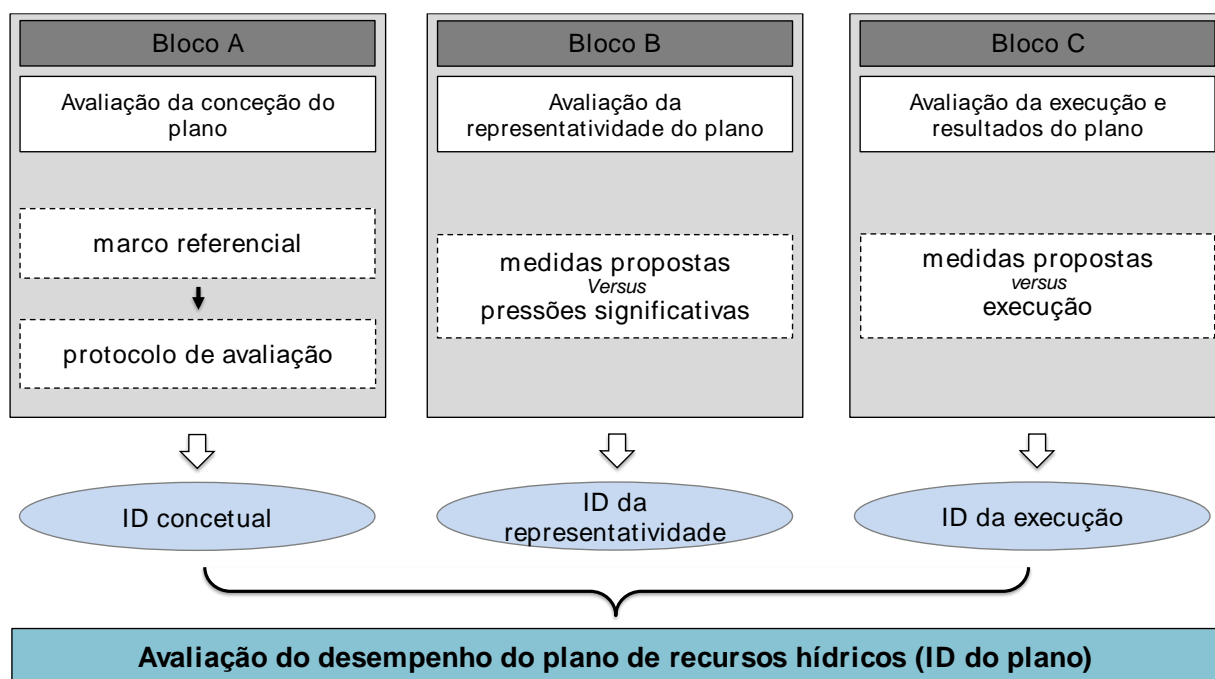 Bloco A
Avaliação da conceção do
plano
marco referencial
protocolo de avaliação
ID concetual
Bloco B
Avaliação da
representatividade do plano
medidas propostas
Versus
pressões significativas
ID da
representatividade
Bloco C
Avaliação da execução e
resultados do plano
medidas propostas
versus
execução
ID da execução
Avaliação do desempenho do plano de recursos hídricos (ID do plano)